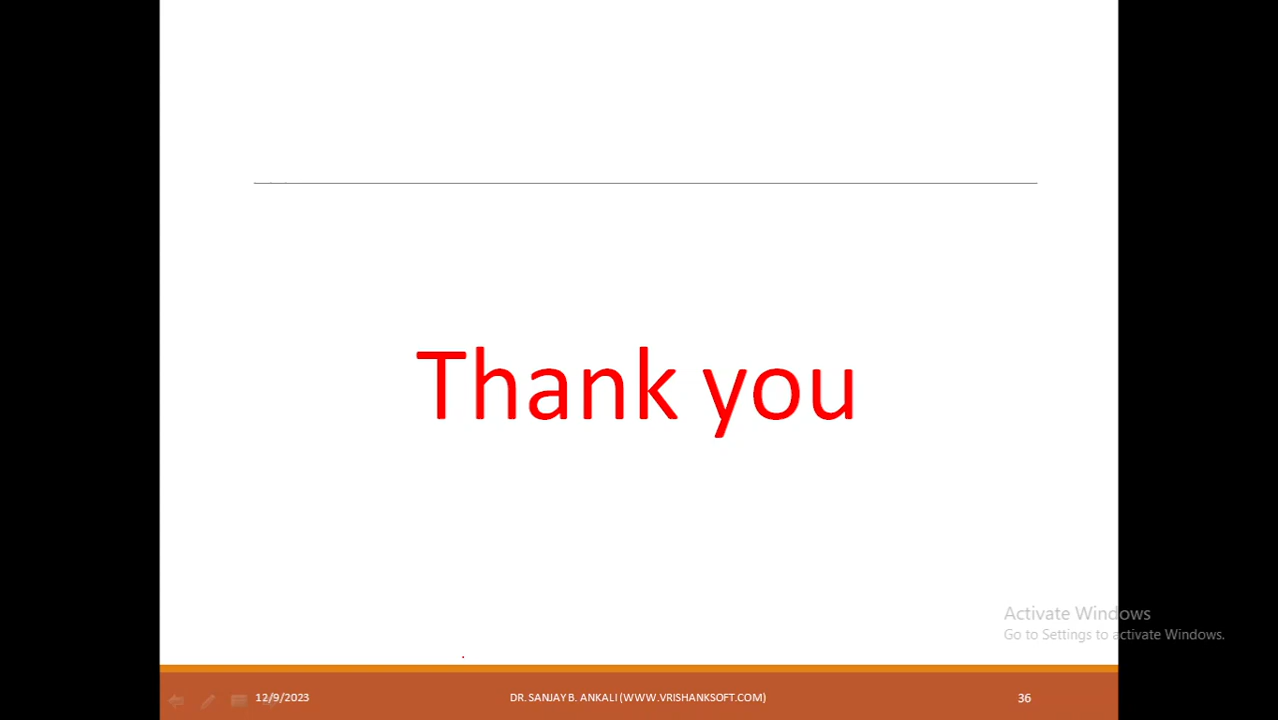 Thank you
Activate Windows
Go to Settings to activate Windows.
12/9/2023
DR. SANJAY B. ANKALI (WWW.VRISHANKSOFT.COM)
36